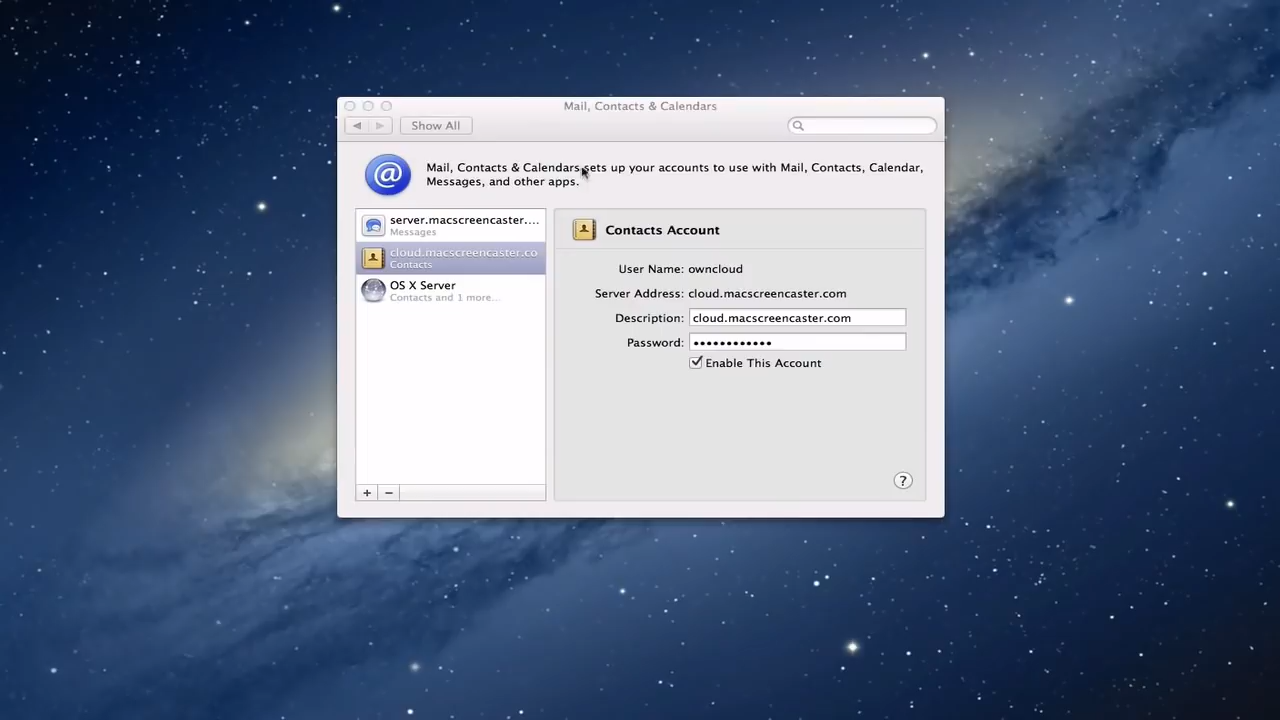 Mail, Contacts & Calendars
Show All
Mail, Contacts & Calendars sets up your accounts to use with Mail, Contacts, Calendar,
Messages, and other apps.
server.macscreencaster....
Messages
cloud.macscreencaster.co
Contacts
OS X Server
Contacts and 1 more...
Contacts Account
User Name: owncloud
Server Address: cloud.macscreencaster.com
Description: cloud.macscreencaster.com
Password: ••••••••••••
Enable This Account